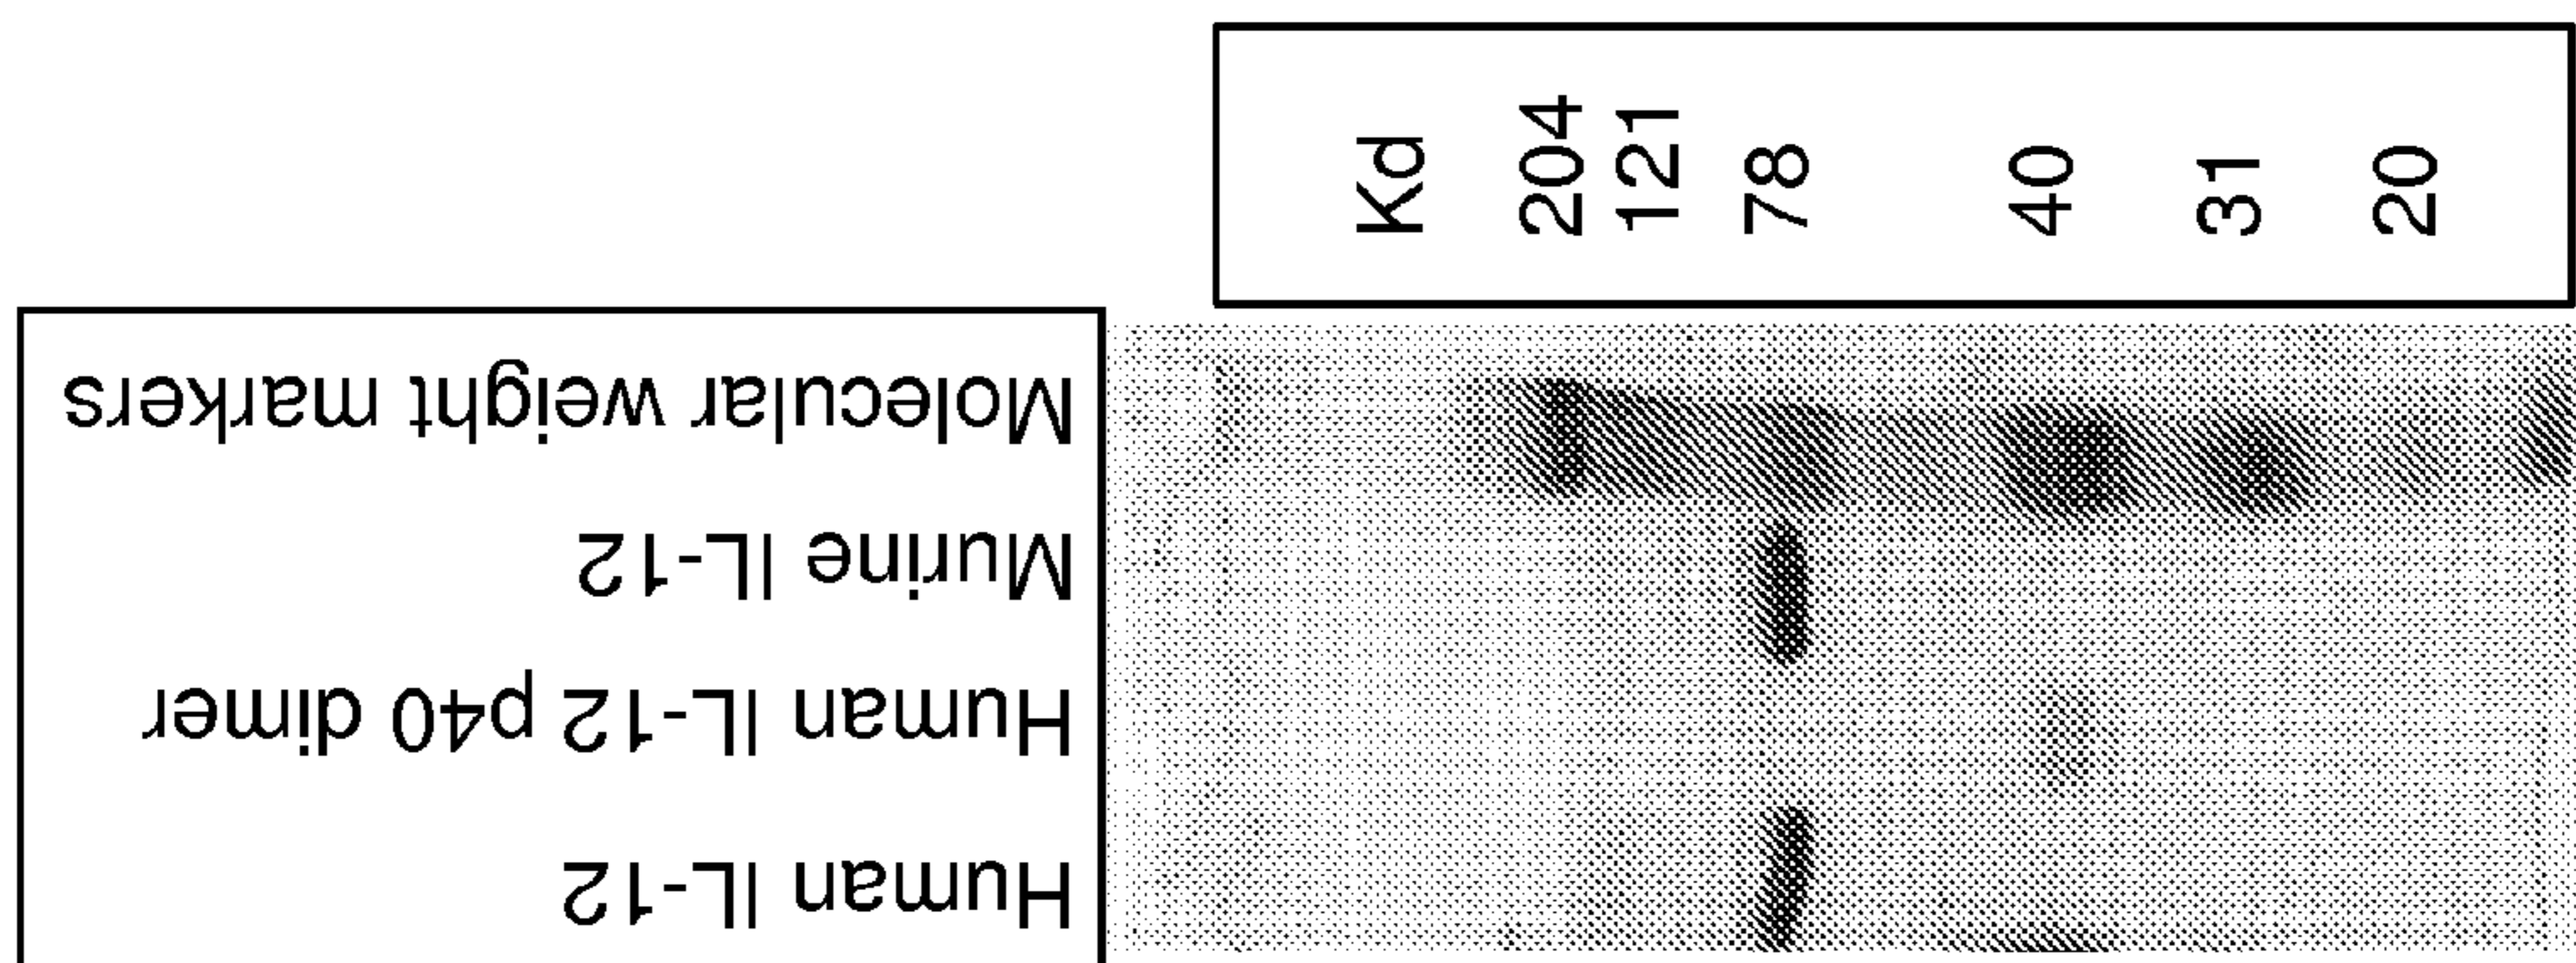 Kd
204
121
78
40
31
20
Molecular weight markers
Murine IL-12
Human IL-12 p40 dimer
Human IL-12